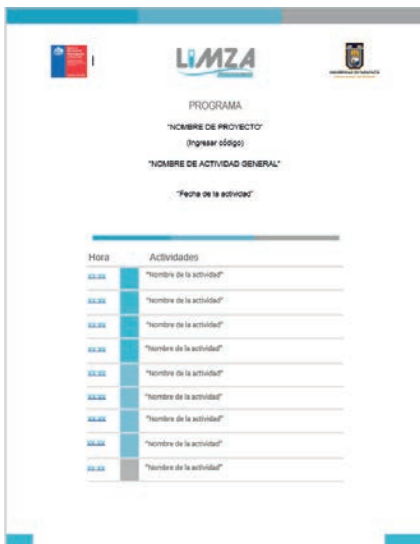 LiMZA
PROGRAMA
"NOMBRE DE PROYECTO"
(Ingresar código)
"NOMBRE DE ACTIVIDAD GENERAL"
"Fecha de la actividad"
Hora Actividades
xx:xx "Nombre de la actividad"
xx:xx "Nombre de la actividad"
xx:xx "Nombre de la actividad"
xx:xx "Nombre de la actividad"
xx:xx "Nombre de la actividad"
xx:xx "Nombre de la actividad"
xx:xx "Nombre de la actividad"
xx:xx "Nombre de la actividad"
xx:xx "Nombre de la actividad"